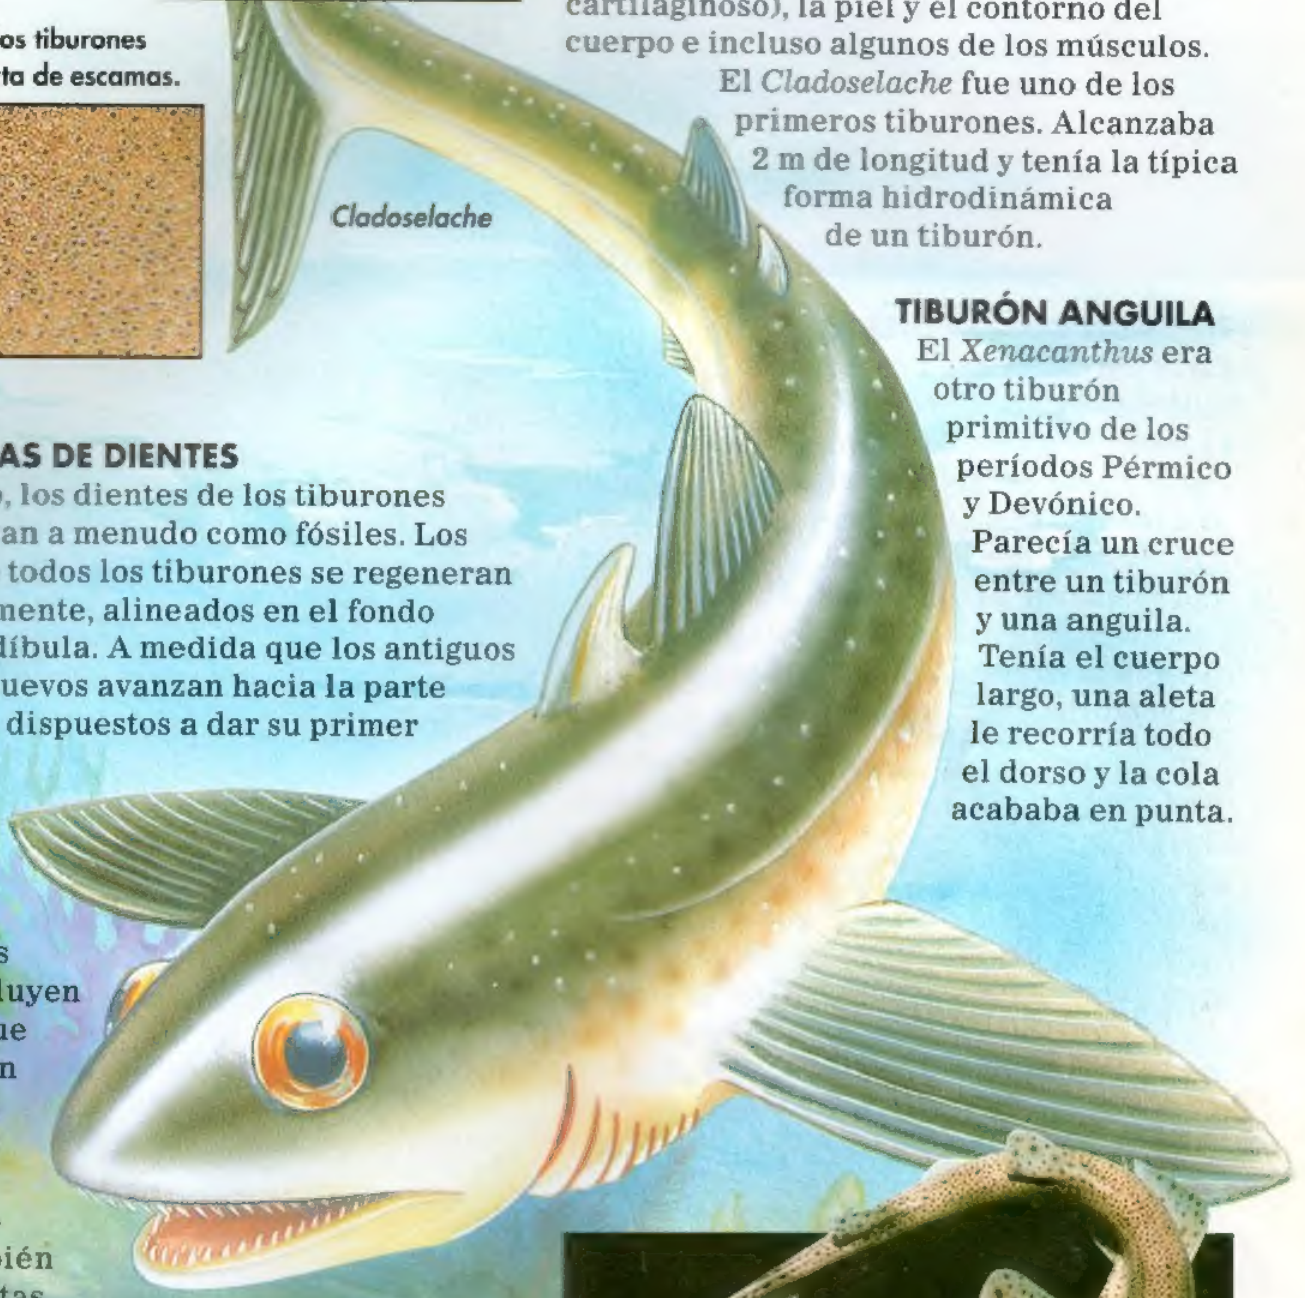 os tiburones
ta de escamas.
cartilaginoso), la piel y el contorno del
cuerpo e incluso algunos de los músculos.
El Cladoselache fue uno de los
primeros tiburones. Alcanzaba
2 m de longitud y tenía la típica
forma hidrodinámica
de un tiburón.
Cladoselache
TIBURÓN ANGUILA
El Xenacanthus era
otro tiburón
primitivo de los
períodos Pérmico
y Devónico.
Parecía un cruce
entre un tiburón
y una anguila.
Tenía el cuerpo
largo, una aleta
le recorría todo
el dorso y la cola
acababa en punta.
AS DE DIENTES
, los dientes de los tiburones
an a menudo como fósiles. Los
todos los tiburones se regeneran
mente, alineados en el fondo
díbula. A medida que los antiguos
uevos avanzan hacia la parte
dispuestos a dar su primer
s
luyen
ue
n
bién
tas